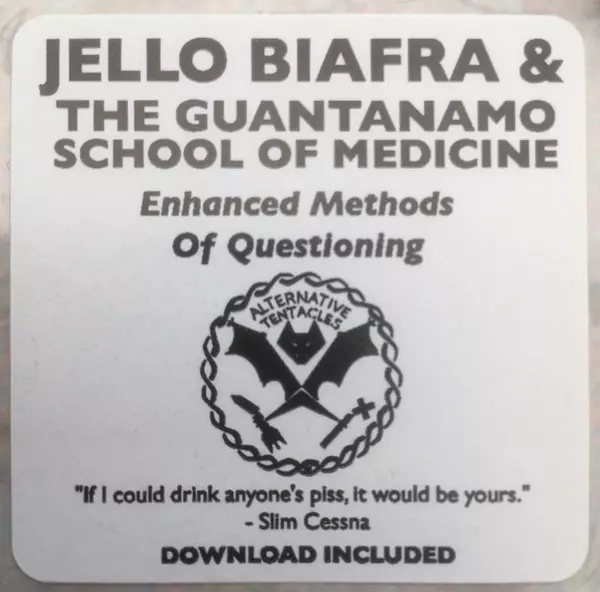 JELLO BIAFRA &
THE GUANTANAMO
SCHOOL OF MEDICINE
Enhanced Methods
Of Questioning
ALTERNATIVE
TENTACLES
"If I could drink anyone's piss, it would be yours."
- Slim Cessna
DOWNLOAD INCLUDED